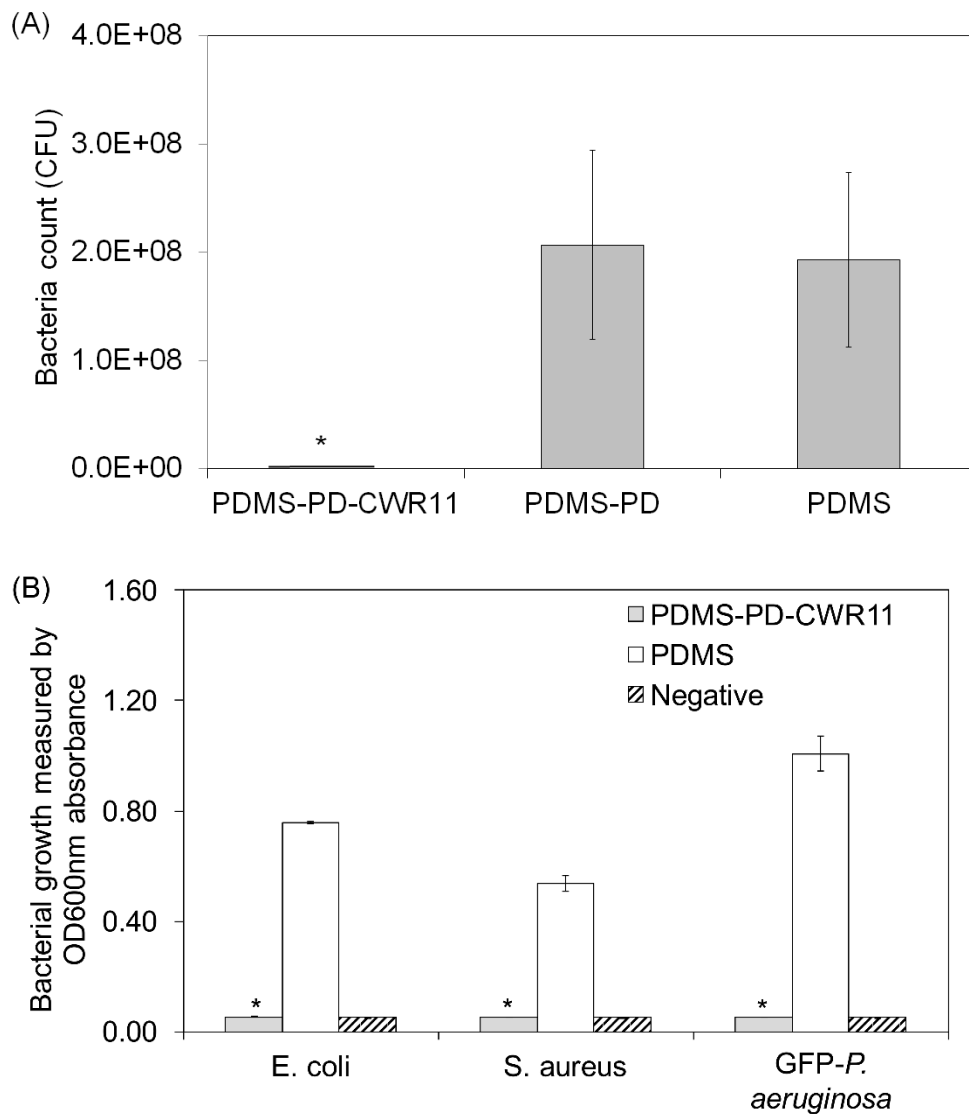 (A)
4.0E+08
3.0E+08
2.0E+08
1.0E+08
0.0E+00
Bacteria count (CFU)
*
PDMS-PD-CWR11
PDMS-PD
PDMS
(B)
1.60
1.20
0.80
0.40
0.00
Bacterial growth measured by
OD600nm absorbance
PDMS-PD-CWR11
PDMS
Negative
*
*
*
E. coli
S. aureus
GFP-P.
aeruginosa